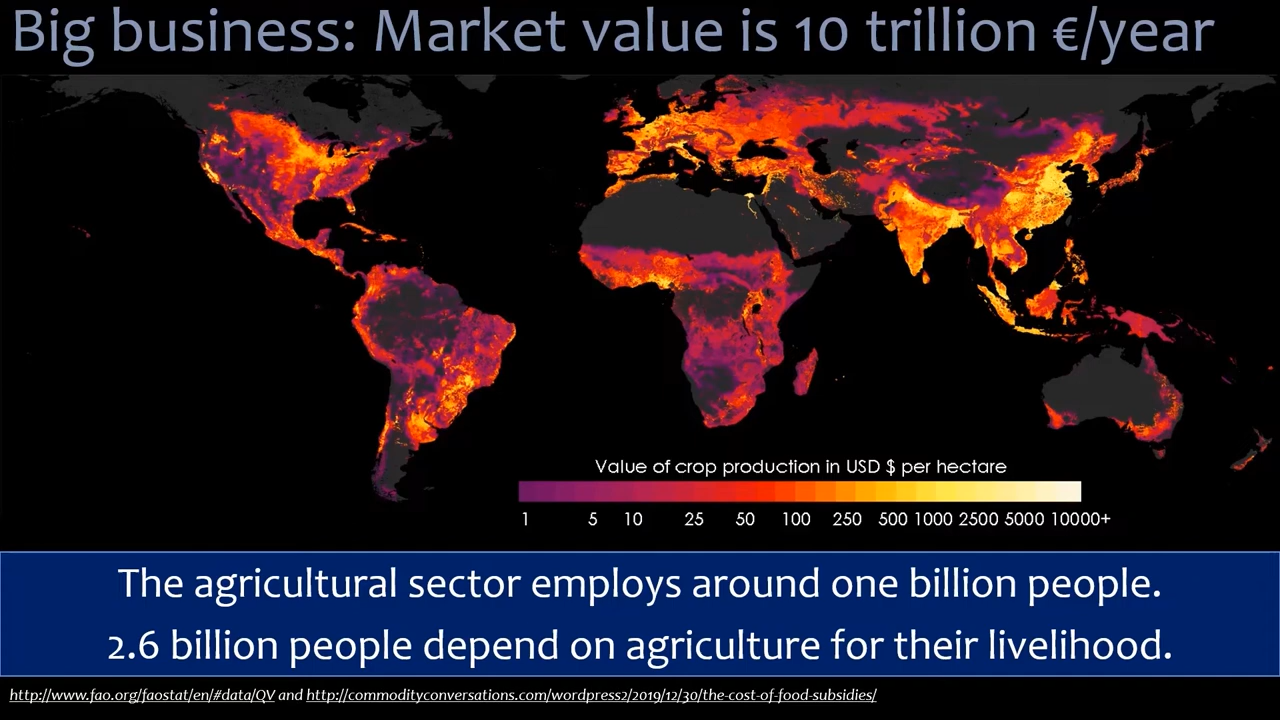 Big business: Market value is 10 trillion €/year
Value of crop production in USD $ per hectare
1 5 10 25 50 100 250 500 1000 2500 5000 10000+
The agricultural sector employs around one billion people.
2.6 billion people depend on agriculture for their livelihood.
http://www.fao.org/faostat/en/#data/QV and http://commodityconversations.com/wordpress2/2019/12/30/the-cost-of-food-subsidies/